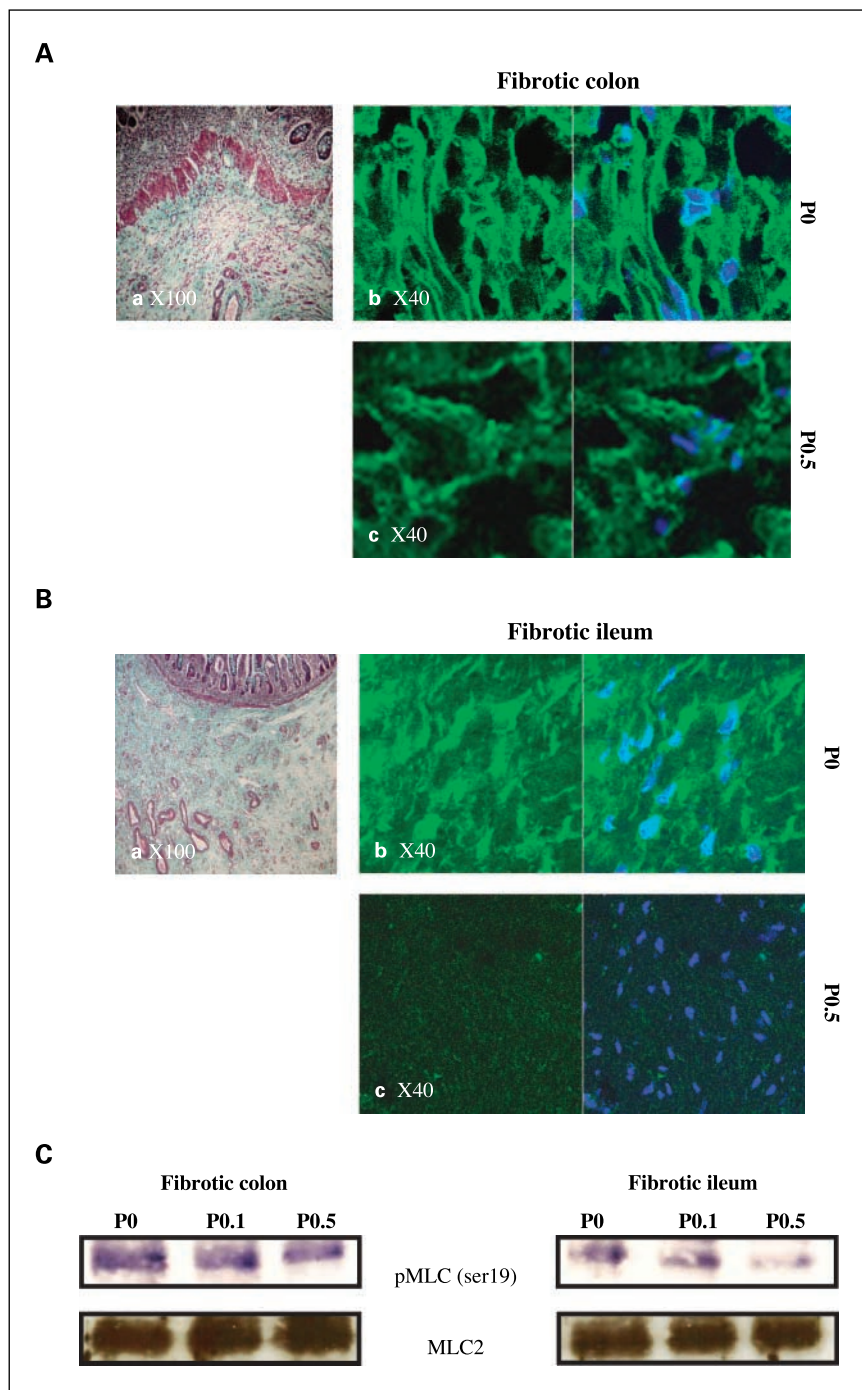 A
Fibrotic colon
a X100
b X40
P0
c X40
P0.5
B
Fibrotic ileum
a X100
b X40
P0
c X40
P0.5
C
Fibrotic colon
P0 P0.1 P0.5
Fibrotic ileum
P0 P0.1 P0.5
pMLC (ser19)
MLC2